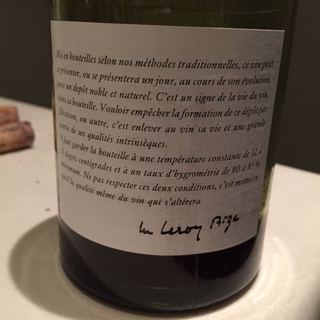 Mis en bouteilles selon nos méthodes traditionnelles, ce vin peut
se présenter, ou se présentera un jour, au cours de son évolution,
avec un depôt noble et naturel. C'est un signe de la vie du vin
dans sa bouteille. Vouloir empêcher la formation de ce dépôt par
filtration, ou autre, c'est enlever au vin sa vie et une grande
partie de ses qualités intrinsèques.
Il faut garder la bouteille à une température constante de 12 à
degrés centigrades et à un taux d'hygrométrie de 80 à 85 %
Ne pas respecter ces deux conditions, c'est mettre en
la qualité même du vin qui s'altérera.
Leroy Bize